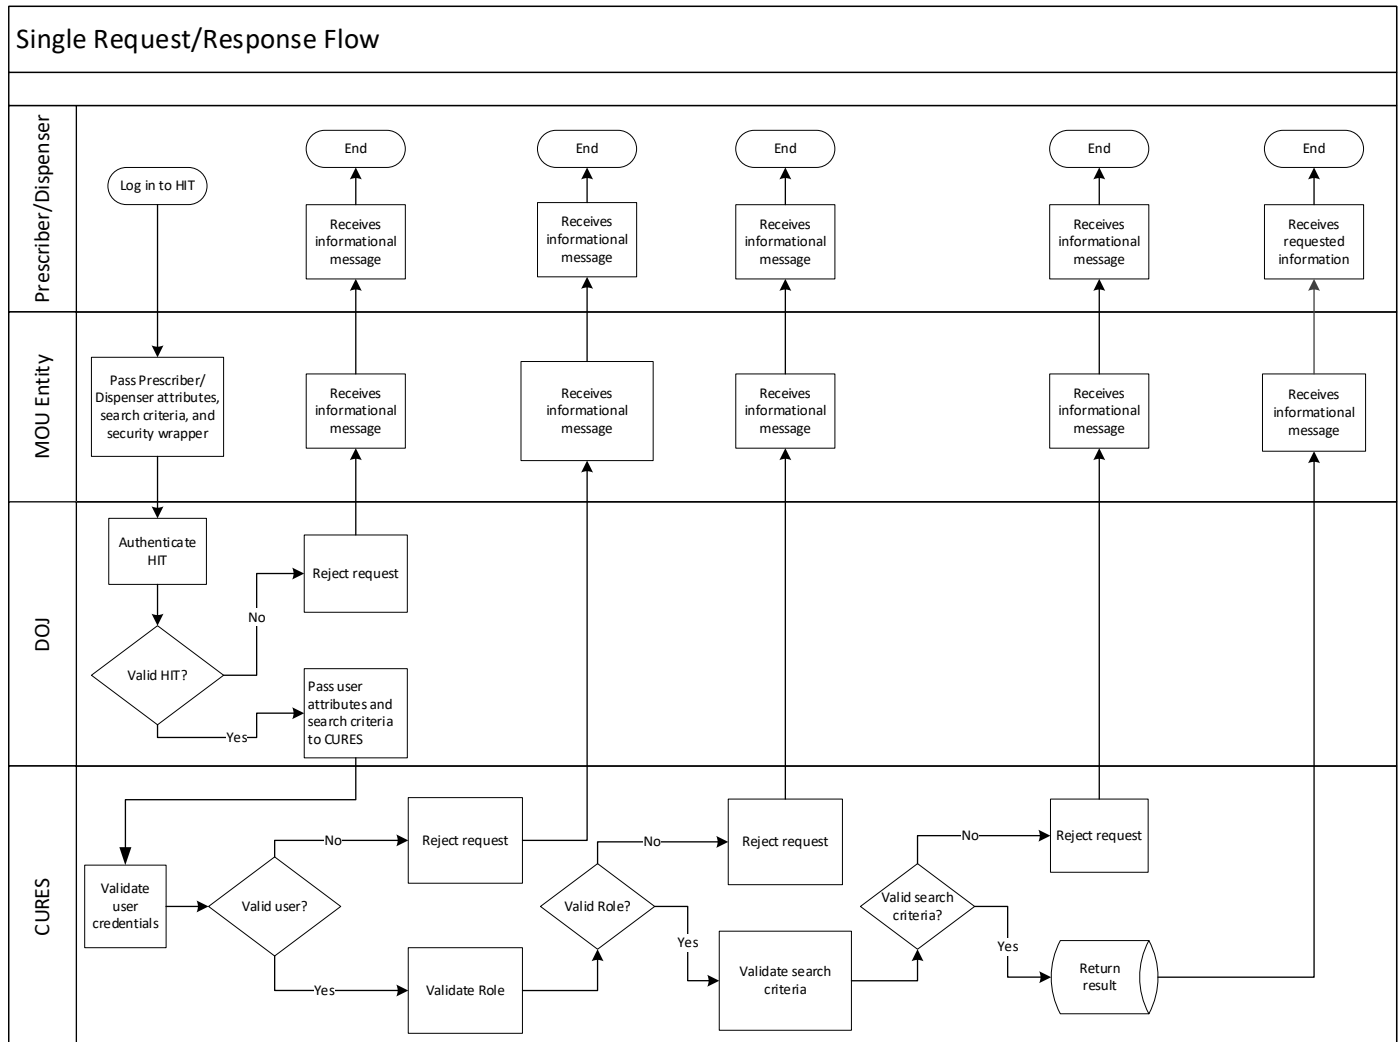 Single Request/Response Flow
Prescriber/Dispenser
Log in to HIT
End
End
End
End
End
Receives
informational
message
Receives
informational
message
Receives
informational
message
Receives
informational
message
Receives
requested
information
MOU Entity
Pass Prescriber/
Dispenser attributes,
search criteria, and
security wrapper
Receives
informational
message
Receives
informational
message
Receives
informational
message
Receives
informational
message
Receives
informational
message
DOJ
Authenticate
HIT
Valid HIT?
No
Reject request
Yes
Pass user
attributes and
search criteria
to CURES
CURES
Validate
user
credentials
Valid user?
No
Reject request
Yes
Validate Role
Valid Role?
No
Reject request
Yes
Validate search
criteria
Valid search
criteria?
No
Reject request
Yes
Return
result